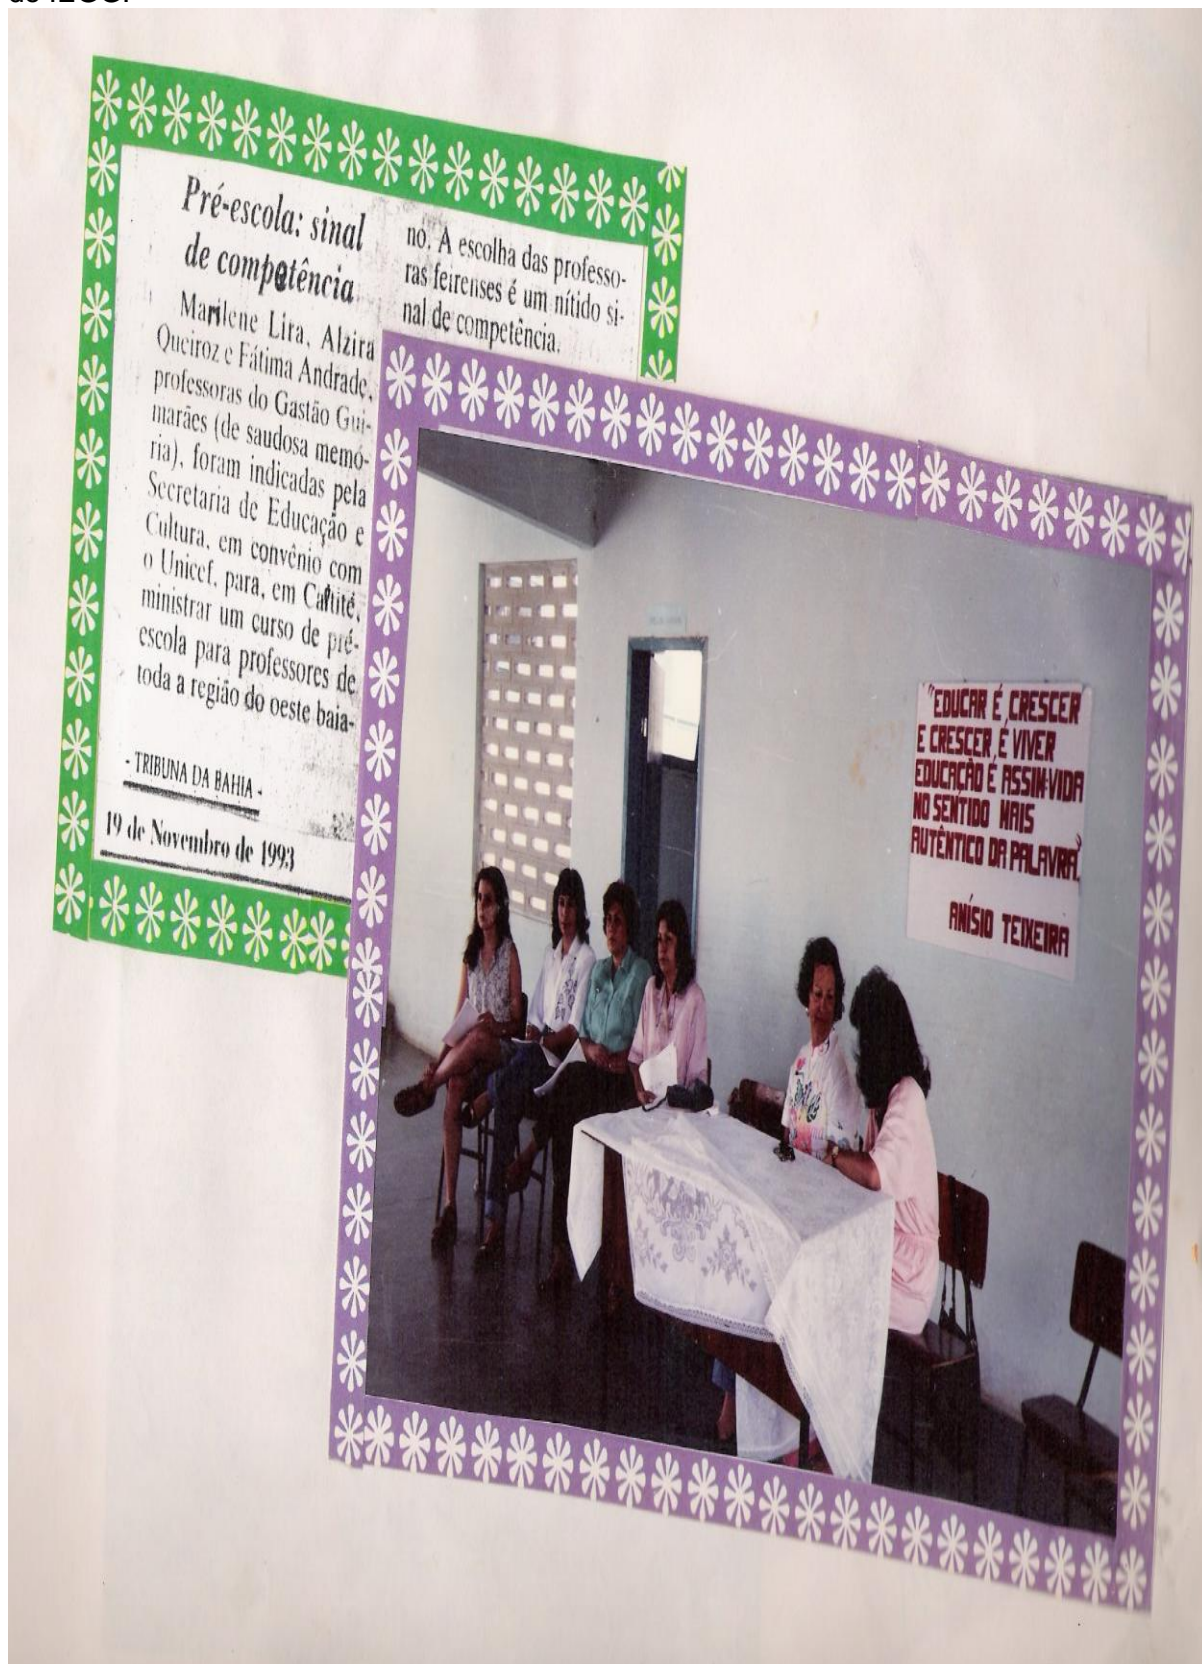 Pré-escola: sinal
de competência
Marilene Lira, Alzira
Queiroz e Fátima Andrade,
professoras do Gastão Gui-
marães (de saudosa memó-
ria), foram indicadas pela
Secretaria de Educação e
Cultura, em convênio com
o Unicef, para, em Caitité,
ministrar um curso de pré-
escola para professores de
toda a região do oeste baia-
no. A escolha das professo-
ras feirenses é um nítido si-
nal de competência.
- TRIBUNA DA BAHIA -
19 de Novembro de 1993
"EDUCAR É CRESCER
E CRESCER É VIVER
EDUCAÇÃO É ASSIM:VIDA
NO SENTIDO MAIS
AUTÊNTICO DA PALAVRA"
ANÍSIO TEIXEIRA